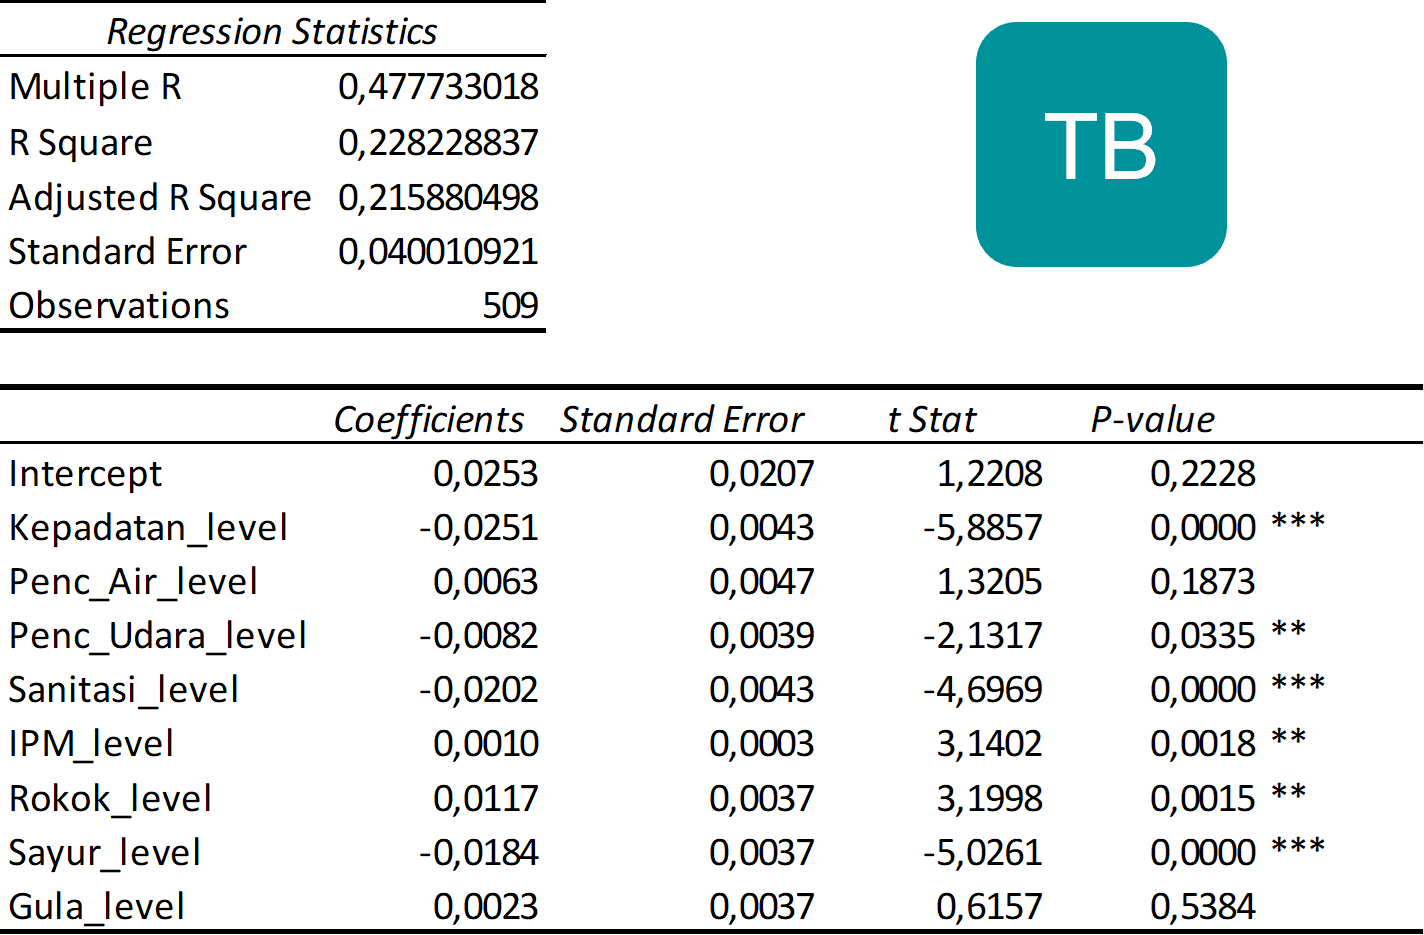 Regression Statistics
Multiple R 0,477733018
R Square 0,228228837
Adjusted R Square 0,215880498
Standard Error 0,040010921
Observations 509
TB
Coefficients Standard Error t Stat P-value
Intercept 0,0253 0,0207 1,2208 0,2228
Kepadatan_level -0,0251 0,0043 -5,8857 0,0000 ***
Penc_Air_level 0,0063 0,0047 1,3205 0,1873
Penc_Udara_level -0,0082 0,0039 -2,1317 0,0335 **
Sanitasi_level -0,0202 0,0043 -4,6969 0,0000 ***
IPM_level 0,0010 0,0003 3,1402 0,0018 **
Rokok_level 0,0117 0,0037 3,1998 0,0015 **
Sayur_level -0,0184 0,0037 -5,0261 0,0000 ***
Gula_level 0,0023 0,0037 0,6157 0,5384